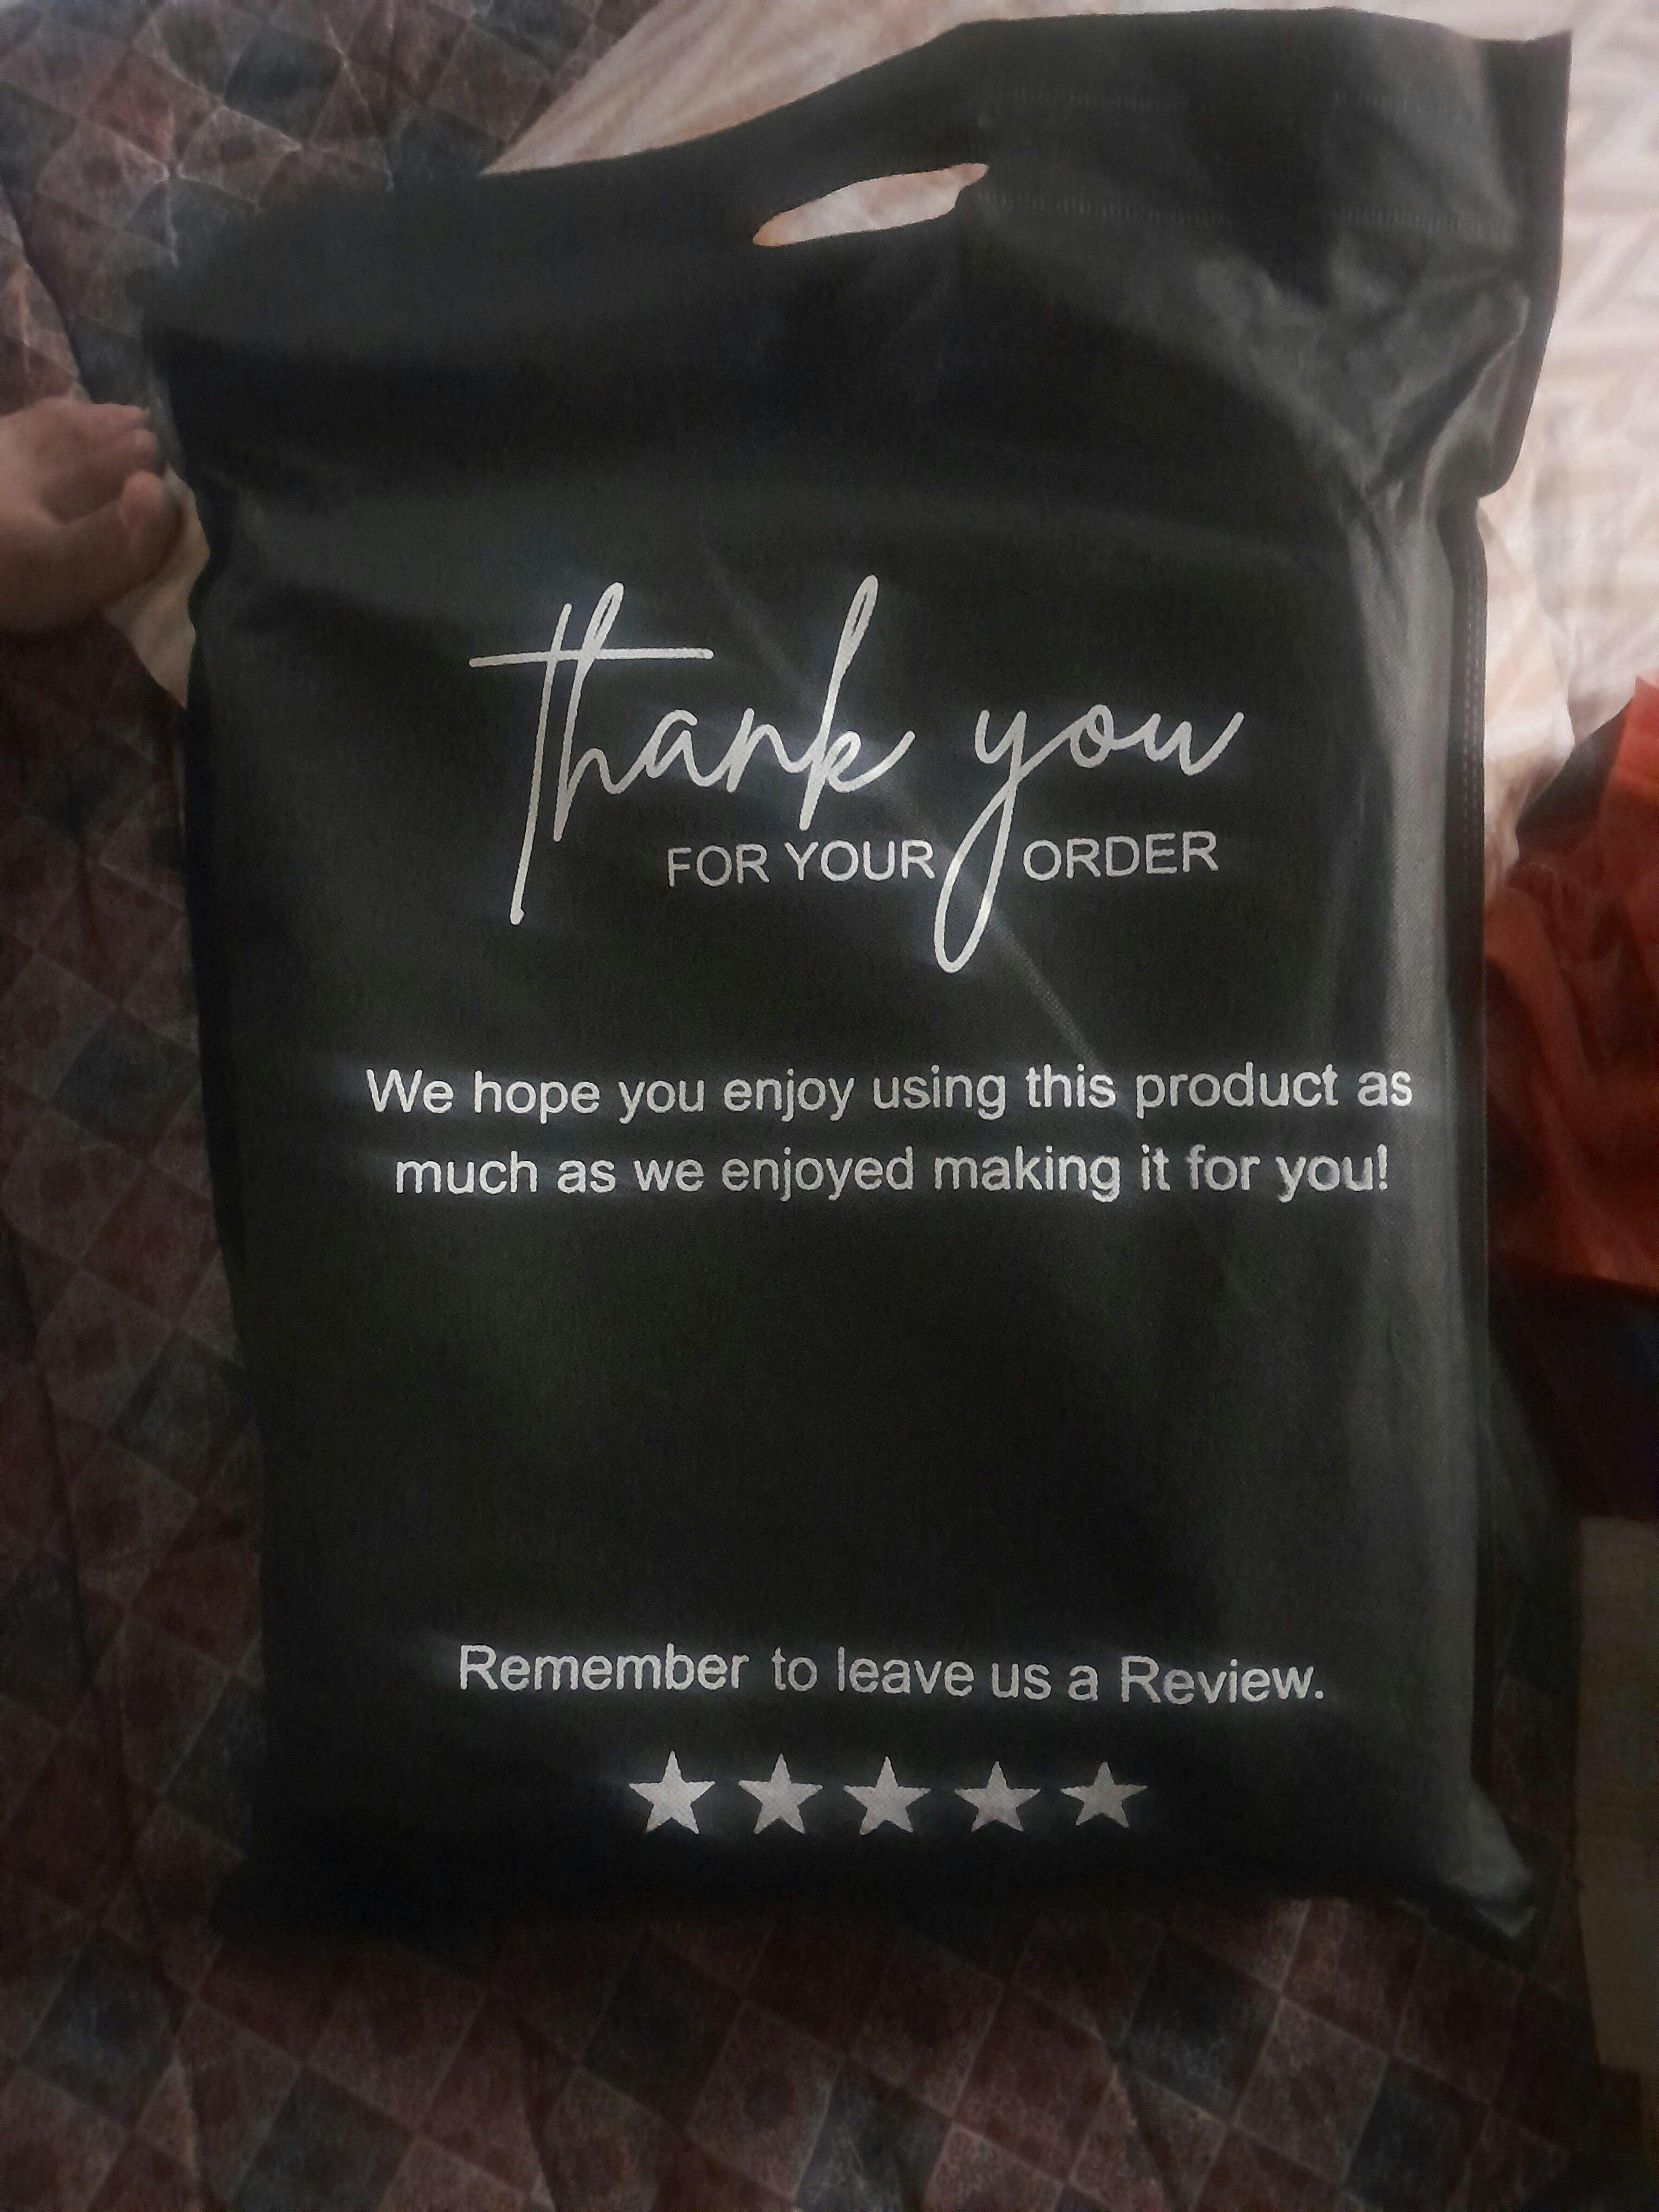 thank you
FOR YOUR ORDER
We hope you enjoy using this product as
much as we enjoyed making it for you!
Remember to leave us a Review.